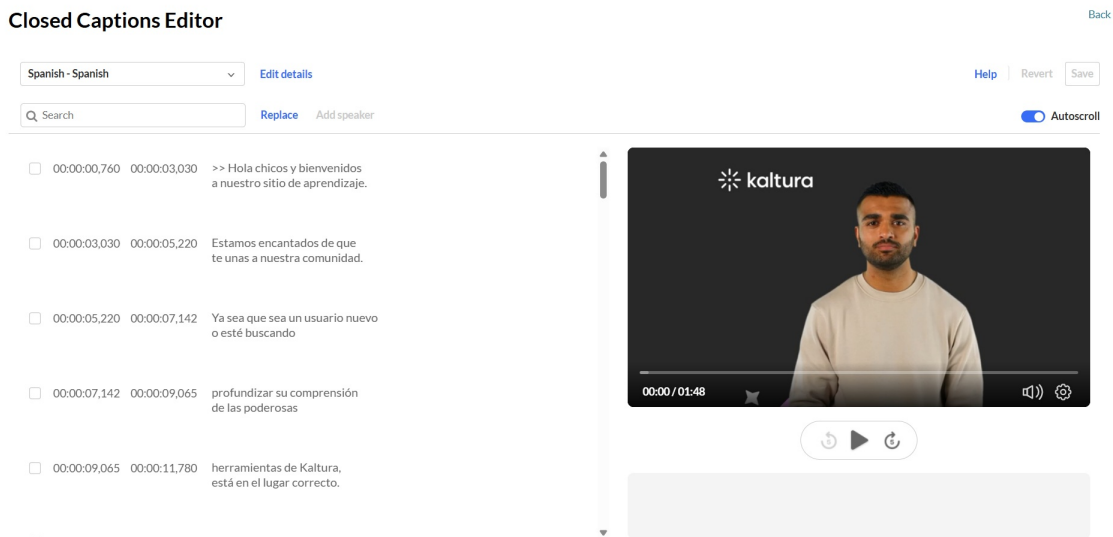 Closed Captions Editor
Back
Spanish - Spanish
Edit details
Help
Revert
Save
Search
Replace
Add speaker
Autoscroll
00:00:00,760 00:00:03,030 >> Hola chicos y bienvenidos
a nuestro sitio de aprendizaje.
00:00:03,030 00:00:05,220 Estamos encantados de que
te unas a nuestra comunidad.
00:00:05,220 00:00:07,142 Ya sea que sea un usuario nuevo
o esté buscando
00:00:07,142 00:00:09,065 profundizar su comprensión
de las poderosas
00:00:09,065 00:00:11,780 herramientas de Kaltura,
está en el lugar correcto.
kaltura
00:00 / 01:48
5
5